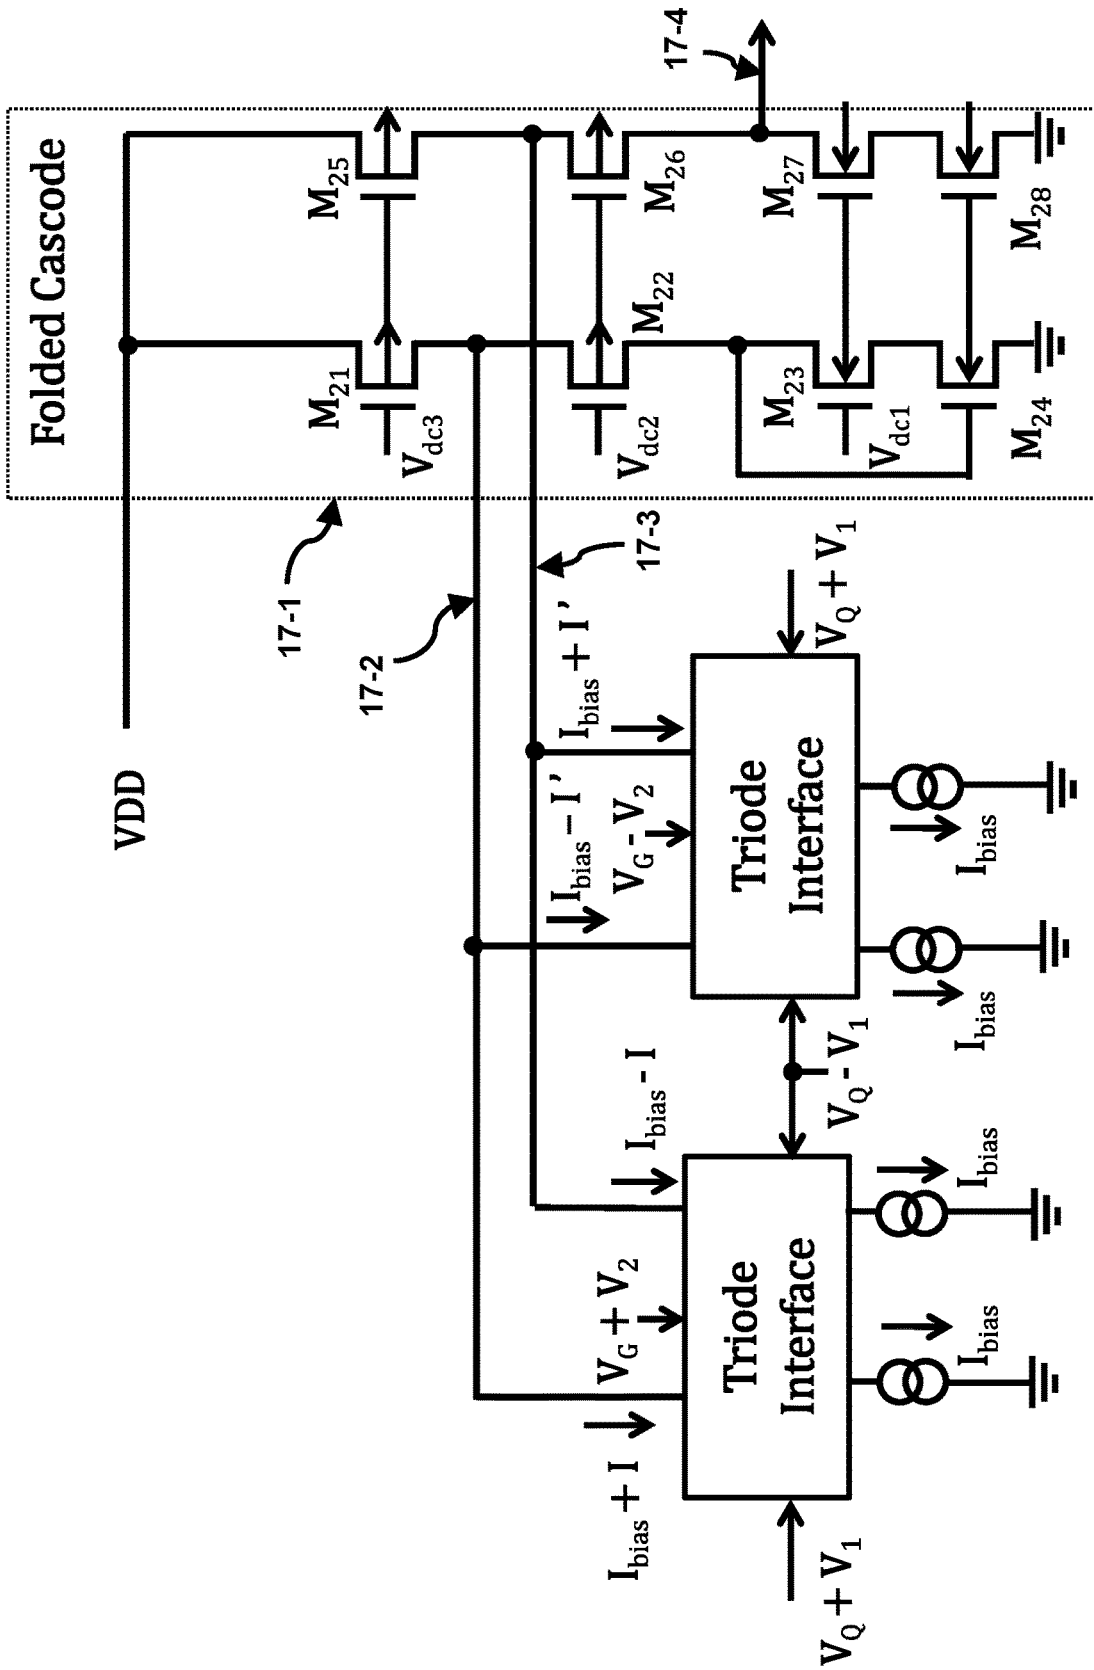 Folded Cascode
VDD
17-1
17-2
17-3
17-4
M21
M25
Vdc3
M22
M26
Vdc2
M23
M27
Vdc1
M24
M28
Ibias + I
VG + V2
Ibias - I
Ibias − I'
VG - V2
Ibias + I'
VQ + V1
Triode
Interface
VQ - V1
Triode
Interface
VQ + V1
Ibias
Ibias
Ibias
Ibias